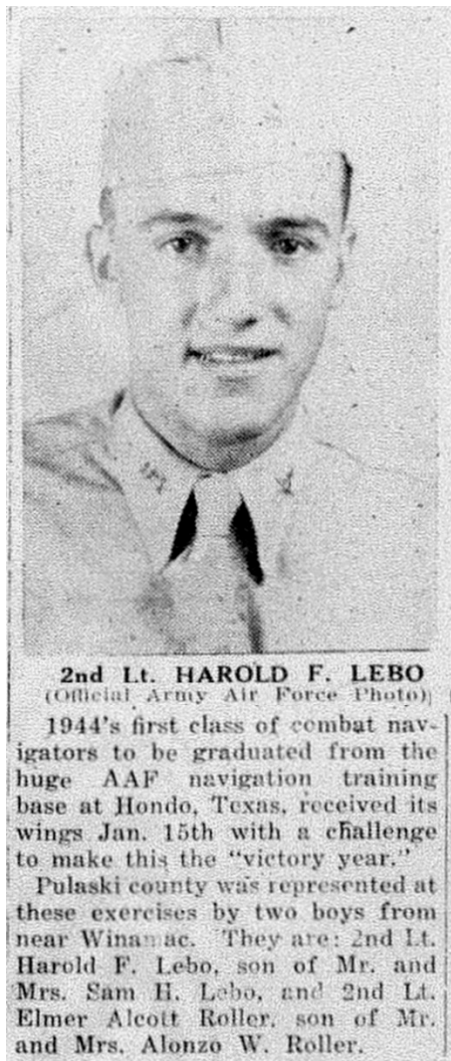 2nd Lt. HAROLD F. LEBO
(Official Army Air Force Photo)
1944's first class of combat nav-
igators to be graduated from the
huge AAF navigation training
base at Hondo, Texas, received its
wings Jan. 15th with a challenge
to make this the "victory year."
Pulaski county was represented at
these exercises by two boys from
near Winamac. They are: 2nd Lt.
Harold F. Lebo, son of Mr. and
Mrs. Sam H. Lebo, and 2nd Lt.
Elmer Alcott Roller, son of Mr.
and Mrs. Alonzo W. Roller.